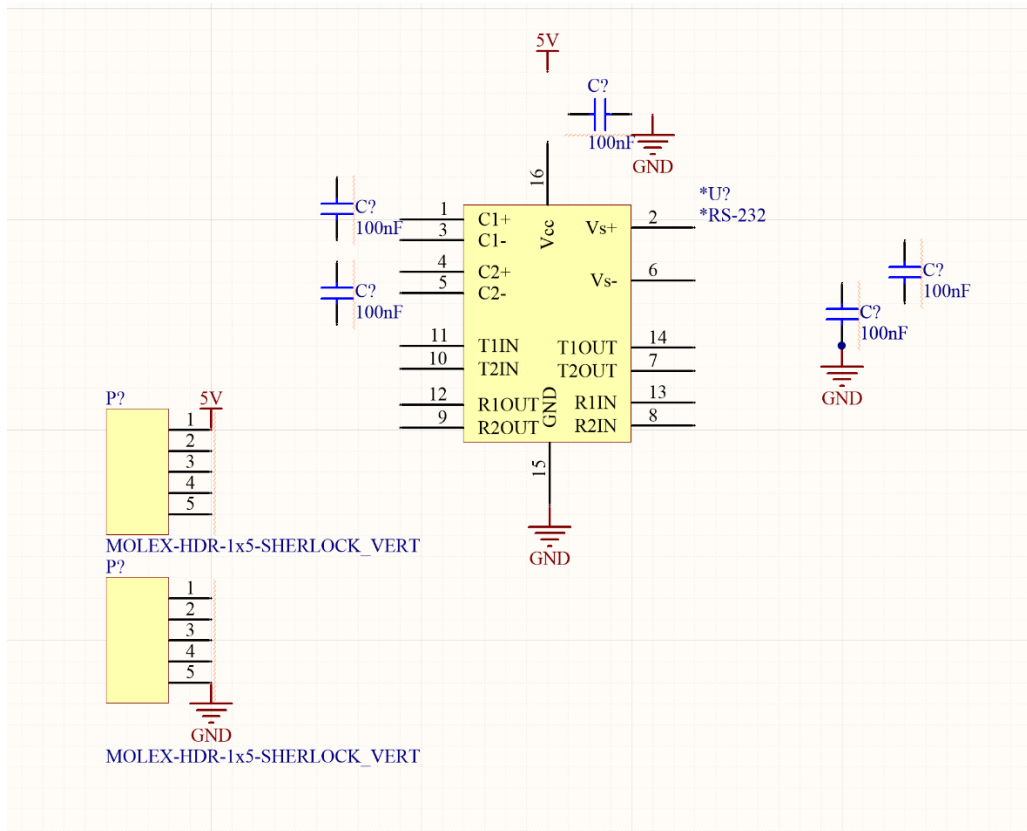 5V
C?
100nF
GND
16
*U?
*RS-232
C?
100nF
C?
100nF
1
3
4
5
11
10
12
9
C1+
C1-
C2+
C2-
T1IN
T2IN
R1OUT
R2OUT
Vcc
GND
Vs+
Vs-
T1OUT
T2OUT
R1IN
R2IN
2
6
14
7
13
8
15
GND
C?
100nF
C?
100nF
GND
P?
5V
1
2
3
4
5
MOLEX-HDR-1x5-SHERLOCK_VERT
P?
1
2
3
4
5
GND
MOLEX-HDR-1x5-SHERLOCK_VERT